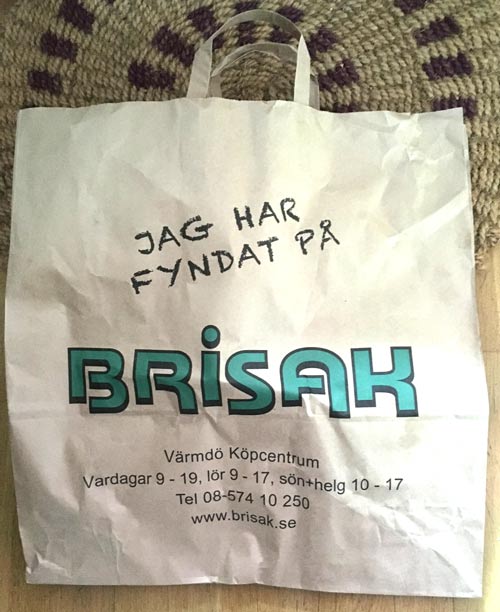 JAG HAR
FYNDAT PÅ
BRiSAK
Värmdö Köpcentrum
Vardagar 9 - 19, lör 9 - 17, sön+helg 10 - 17
Tel 08-574 10 250
www.brisak.se